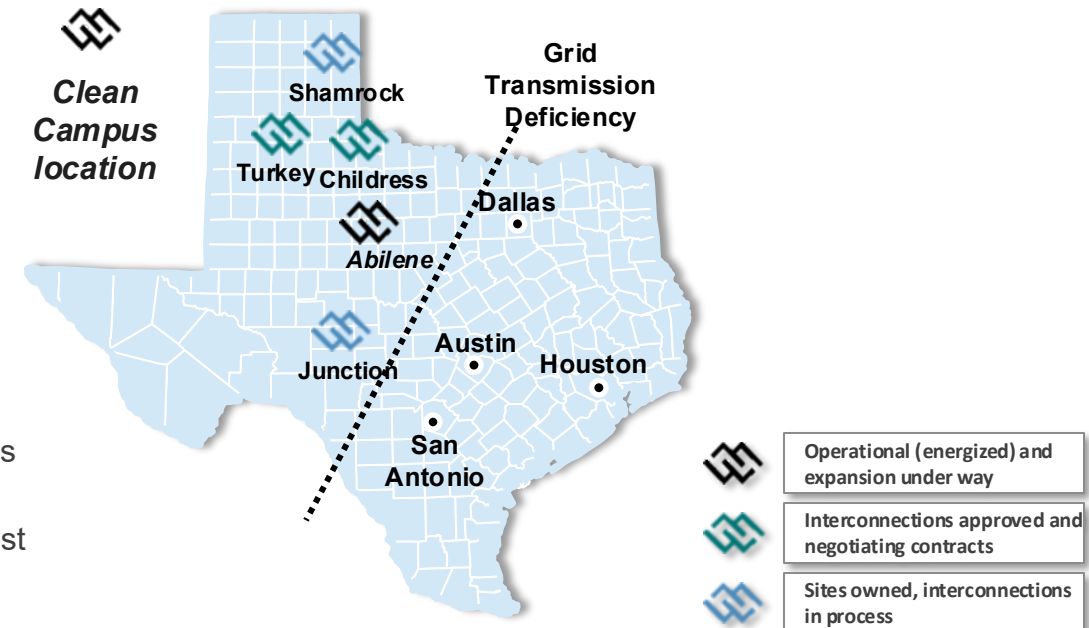 Clean
Campus
location
Grid
Transmission
Deficiency
Shamrock
Turkey
Childress
Dallas
Abilene
Austin
Houston
Junction
San
Antonio
s
st
Operational (energized) and
expansion under way
Interconnections approved and
negotiating contracts
Sites owned, interconnections
in process